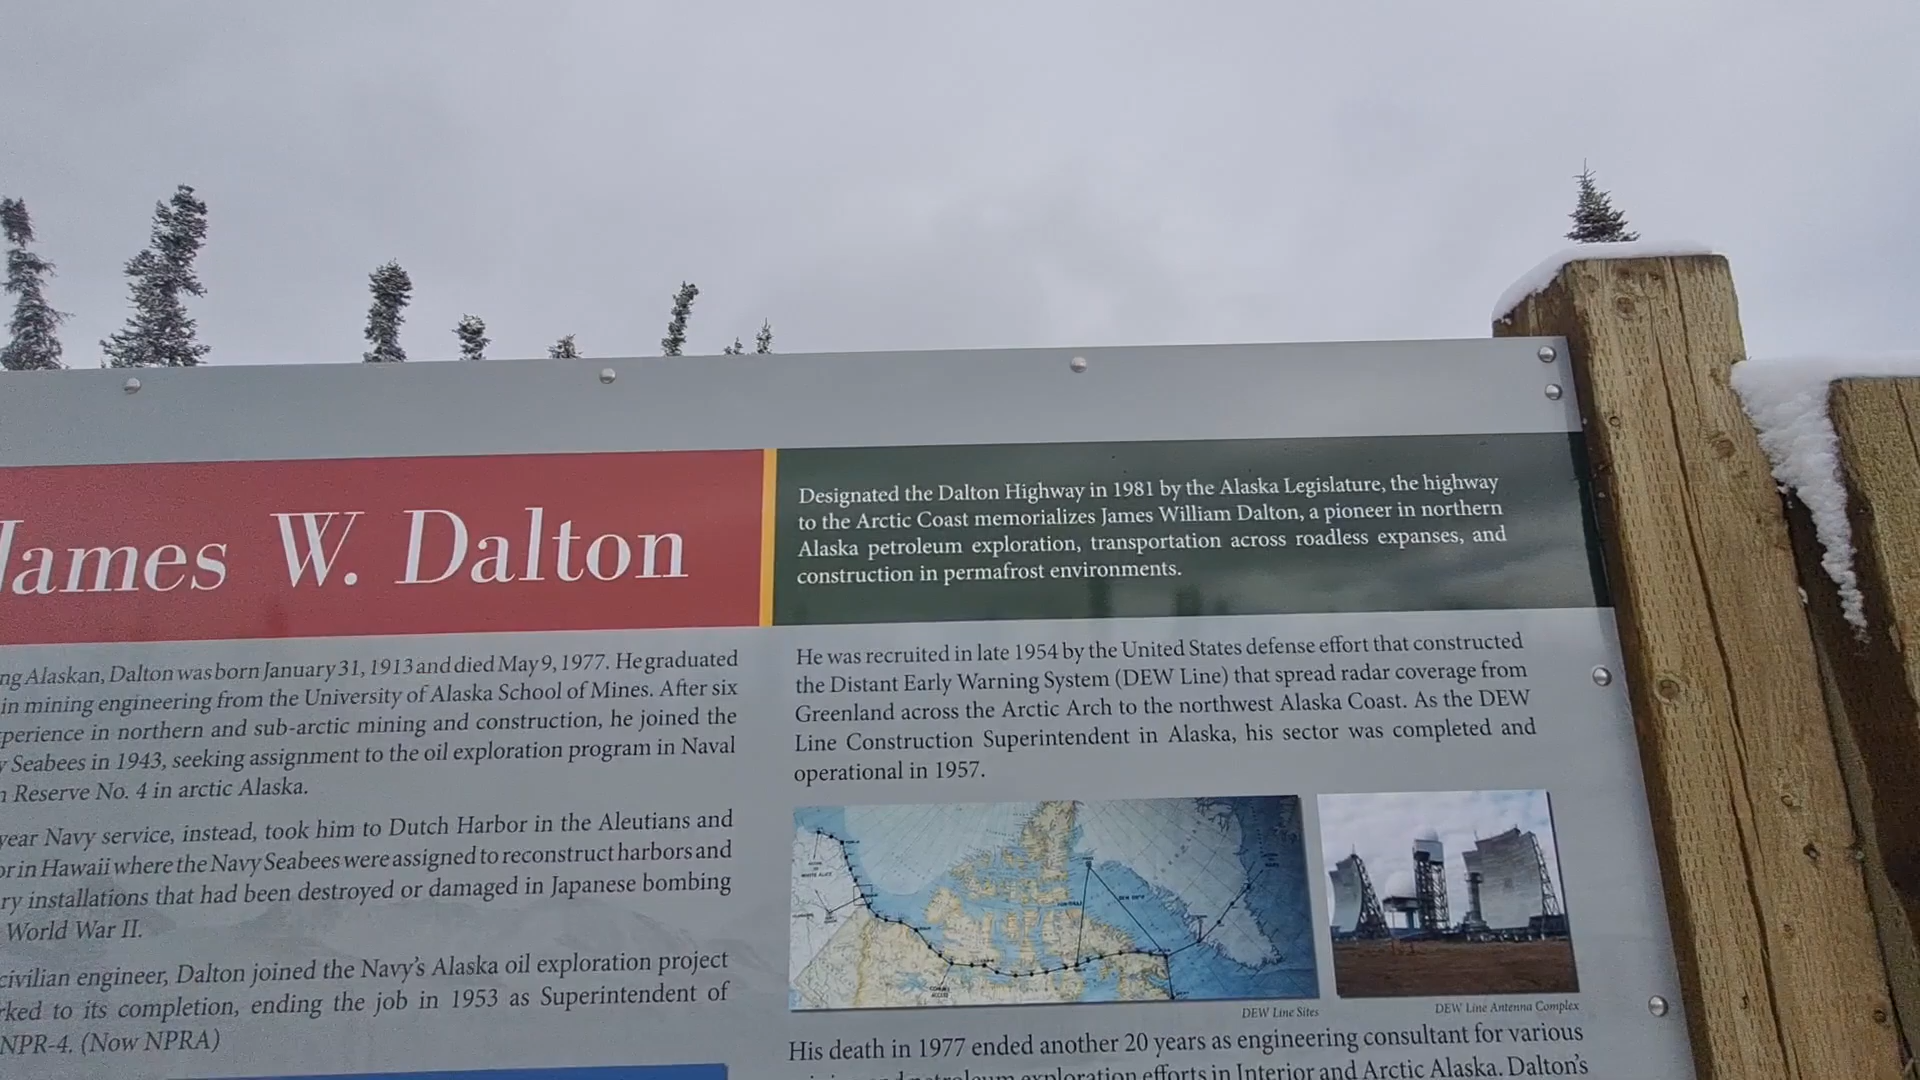 James W. Dalton
Designated the Dalton Highway in 1981 by the Alaska Legislature, the highway
to the Arctic Coast memorializes James William Dalton, a pioneer in northern
Alaska petroleum exploration, transportation across roadless expanses, and
construction in permafrost environments.
Alaskan, Dalton was born January 31, 1913 and died May 9, 1977. He graduated
in mining engineering from the University of Alaska School of Mines. After six
in northern and sub-arctic mining and construction, he joined the
Seabees in 1943, seeking assignment to the oil exploration program in Naval
Reserve No. 4 in arctic Alaska.
year Navy service, instead, took him to Dutch Harbor in the Aleutians and
in Hawaii where the Navy Seabees were assigned to reconstruct harbors and
installations that had been destroyed or damaged in Japanese bombing
World War II.
civilian engineer, Dalton joined the Navy's Alaska oil exploration project
to its completion, ending the job in 1953 as Superintendent of
NPR-4. (Now NPRA)
He was recruited in late 1954 by the United States defense effort that constructed
the Distant Early Warning System (DEW Line) that spread radar coverage from
Greenland across the Arctic Arch to the northwest Alaska Coast. As the DEW
Line Construction Superintendent in Alaska, his sector was completed and
operational in 1957.
DEW Line Sites
DEW Line Antenna Complex
His death in 1977 ended another 20 years as engineering consultant for various
exploration efforts in Interior and Arctic Alaska. Dalton's